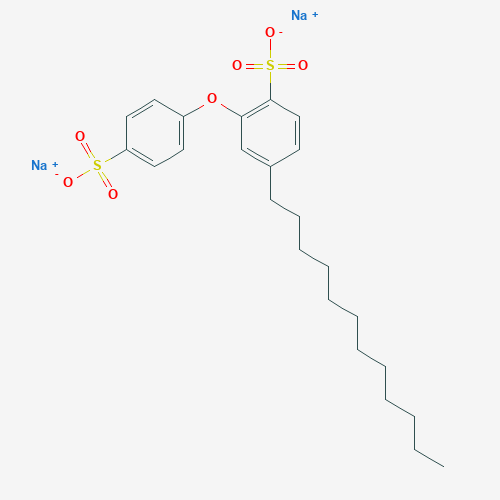 Na +
O -
O S O
O
O
Na + S
- O
O